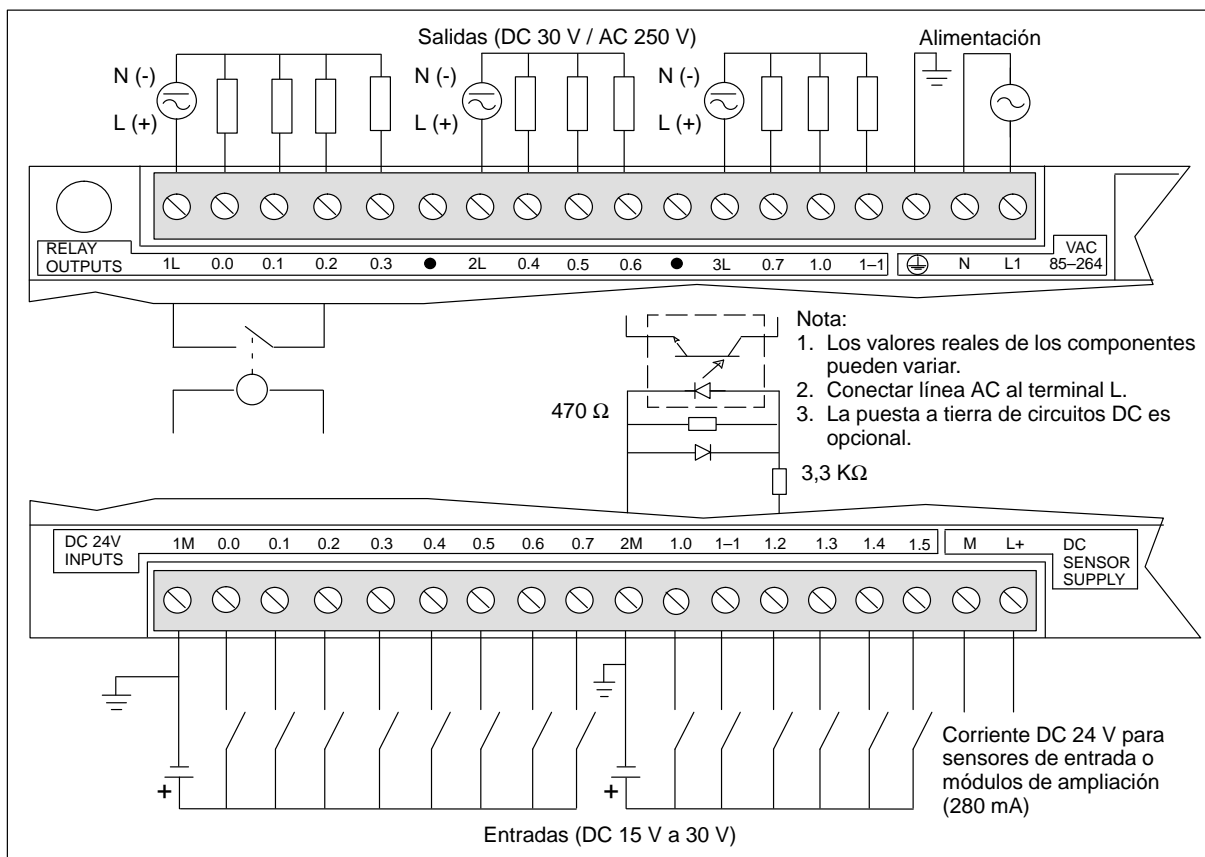 Salidas (DC 30 V / AC 250 V)
Alimentación
N (-)
N (-)
N (-)
L (+)
L (+)
L (+)
RELAY
OUTPUTS
1L 0.0 0.1 0.2 0.3 ● 2L 0.4 0.5 0.6 ● 3L 0.7 1.0 1–1 N L1
VAC
85–264
Nota:
1. Los valores reales de los componentes
pueden variar.
2. Conectar línea AC al terminal L.
3. La puesta a tierra de circuitos DC es
opcional.
470 Ω
3,3 KΩ
DC 24V
INPUTS
1M 0.0 0.1 0.2 0.3 0.4 0.5 0.6 0.7 2M 1.0 1–1 1.2 1.3 1.4 1.5 M L+
DC
SENSOR
SUPPLY
+
+
Corriente DC 24 V para
sensores de entrada o
módulos de ampliación
(280 mA)
Entradas (DC 15 V a 30 V)